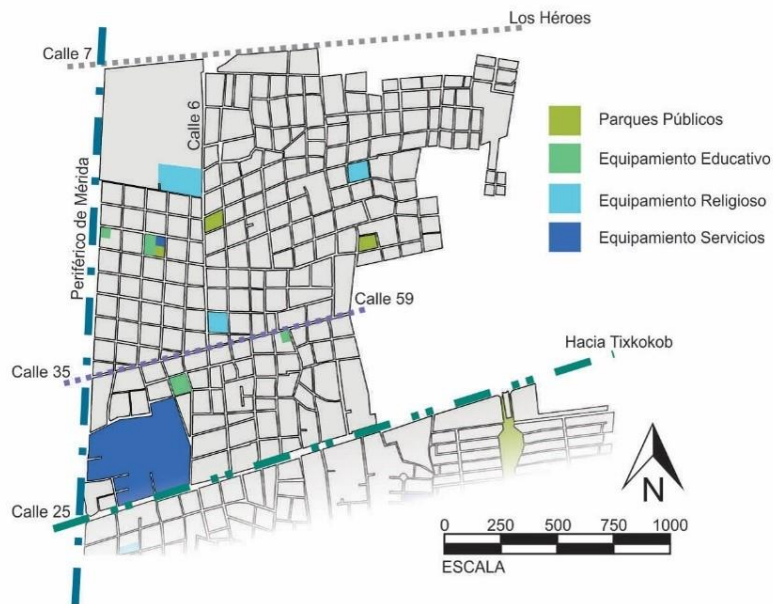 Los Héroes
Calle 7
Calle 6
Periférico de Mérida
Parques Públicos
Equipamiento Educativo
Equipamiento Religioso
Equipamiento Servicios
Calle 59
Calle 35
Hacia Tixkokob
Calle 25
N
0 250 500 750 1000
ESCALA